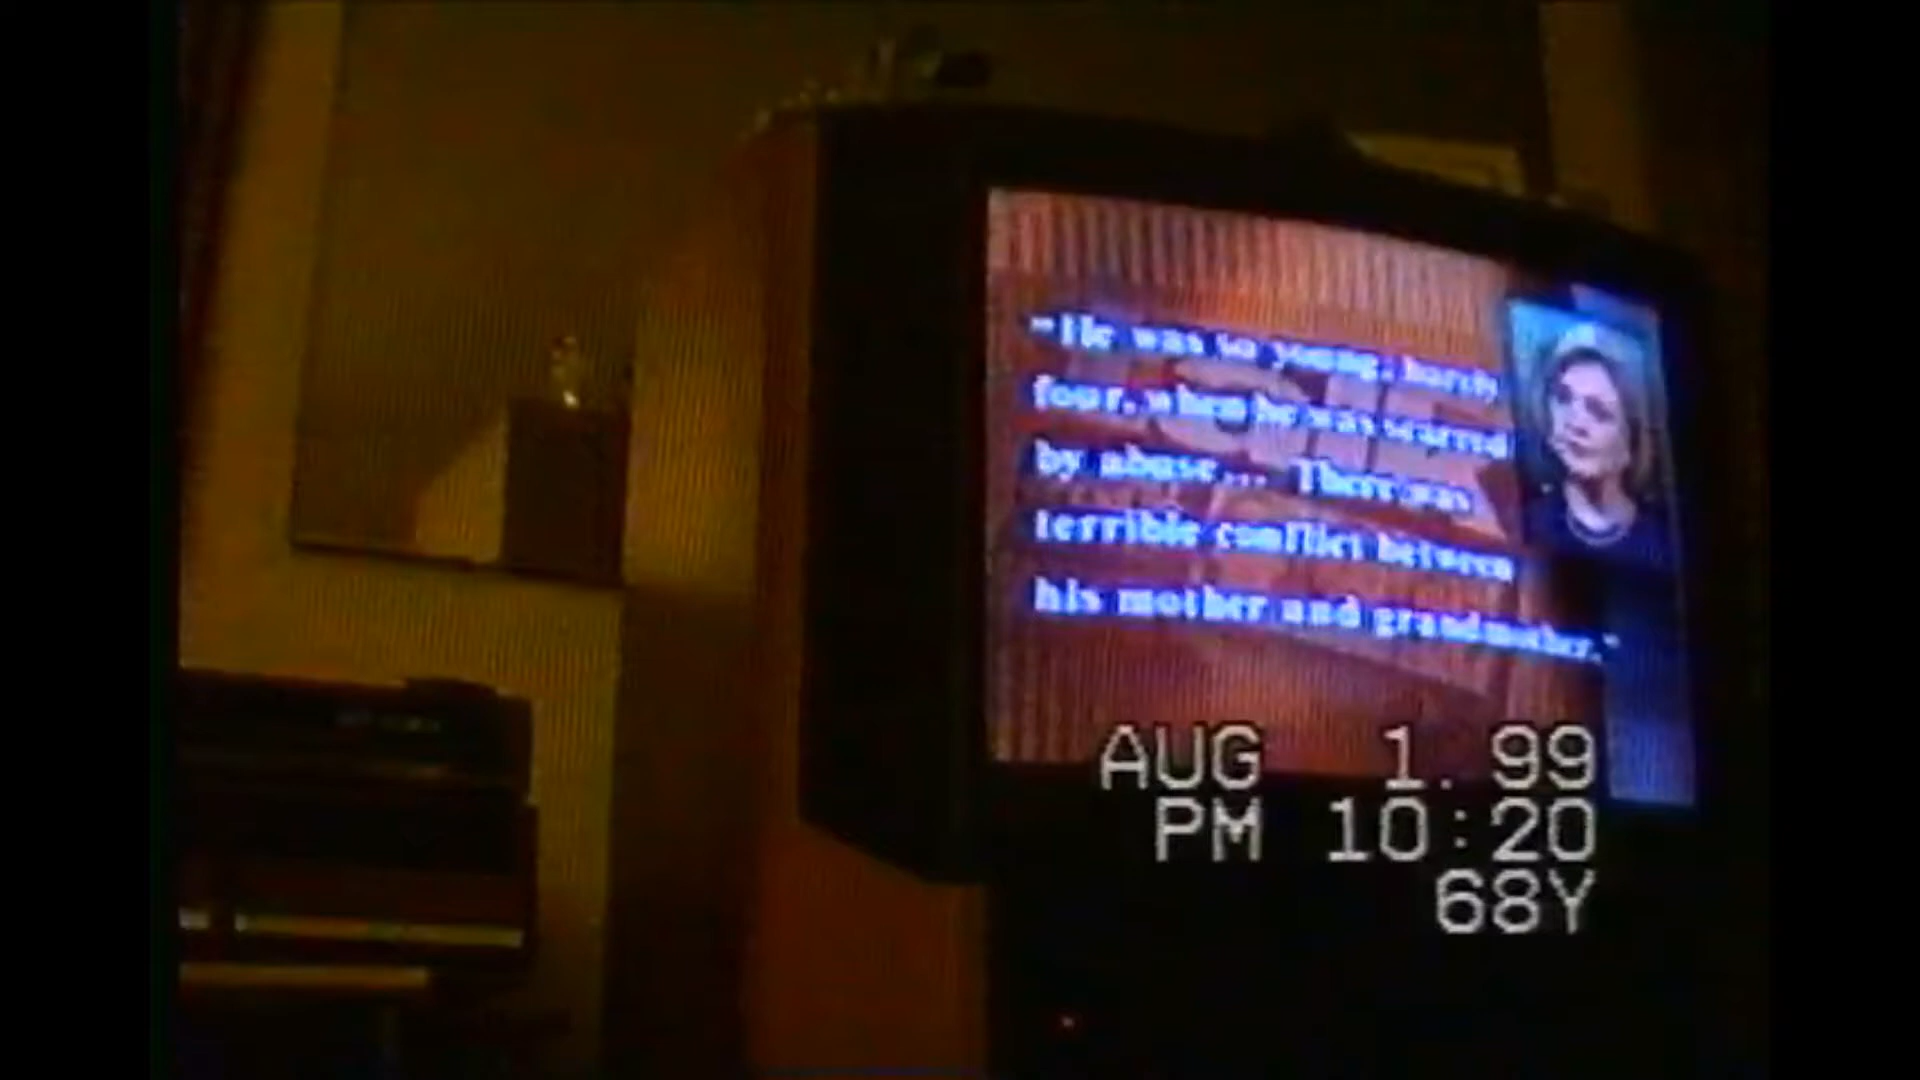 "He was so young, barely
four, when he was scarred
by abuse... There was
terrible conflict between
his mother and grandmother."
AUG 1. 99
PM 10:20
68Y